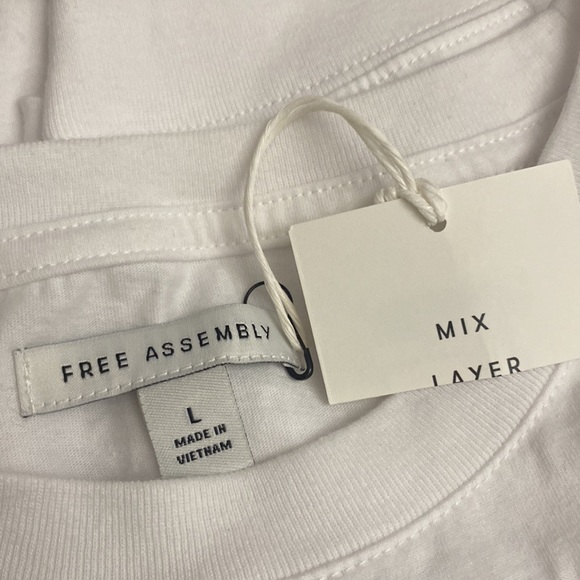 FREE ASSEMBLY
L
MADE IN
VIETNAM
MIX
LAYER